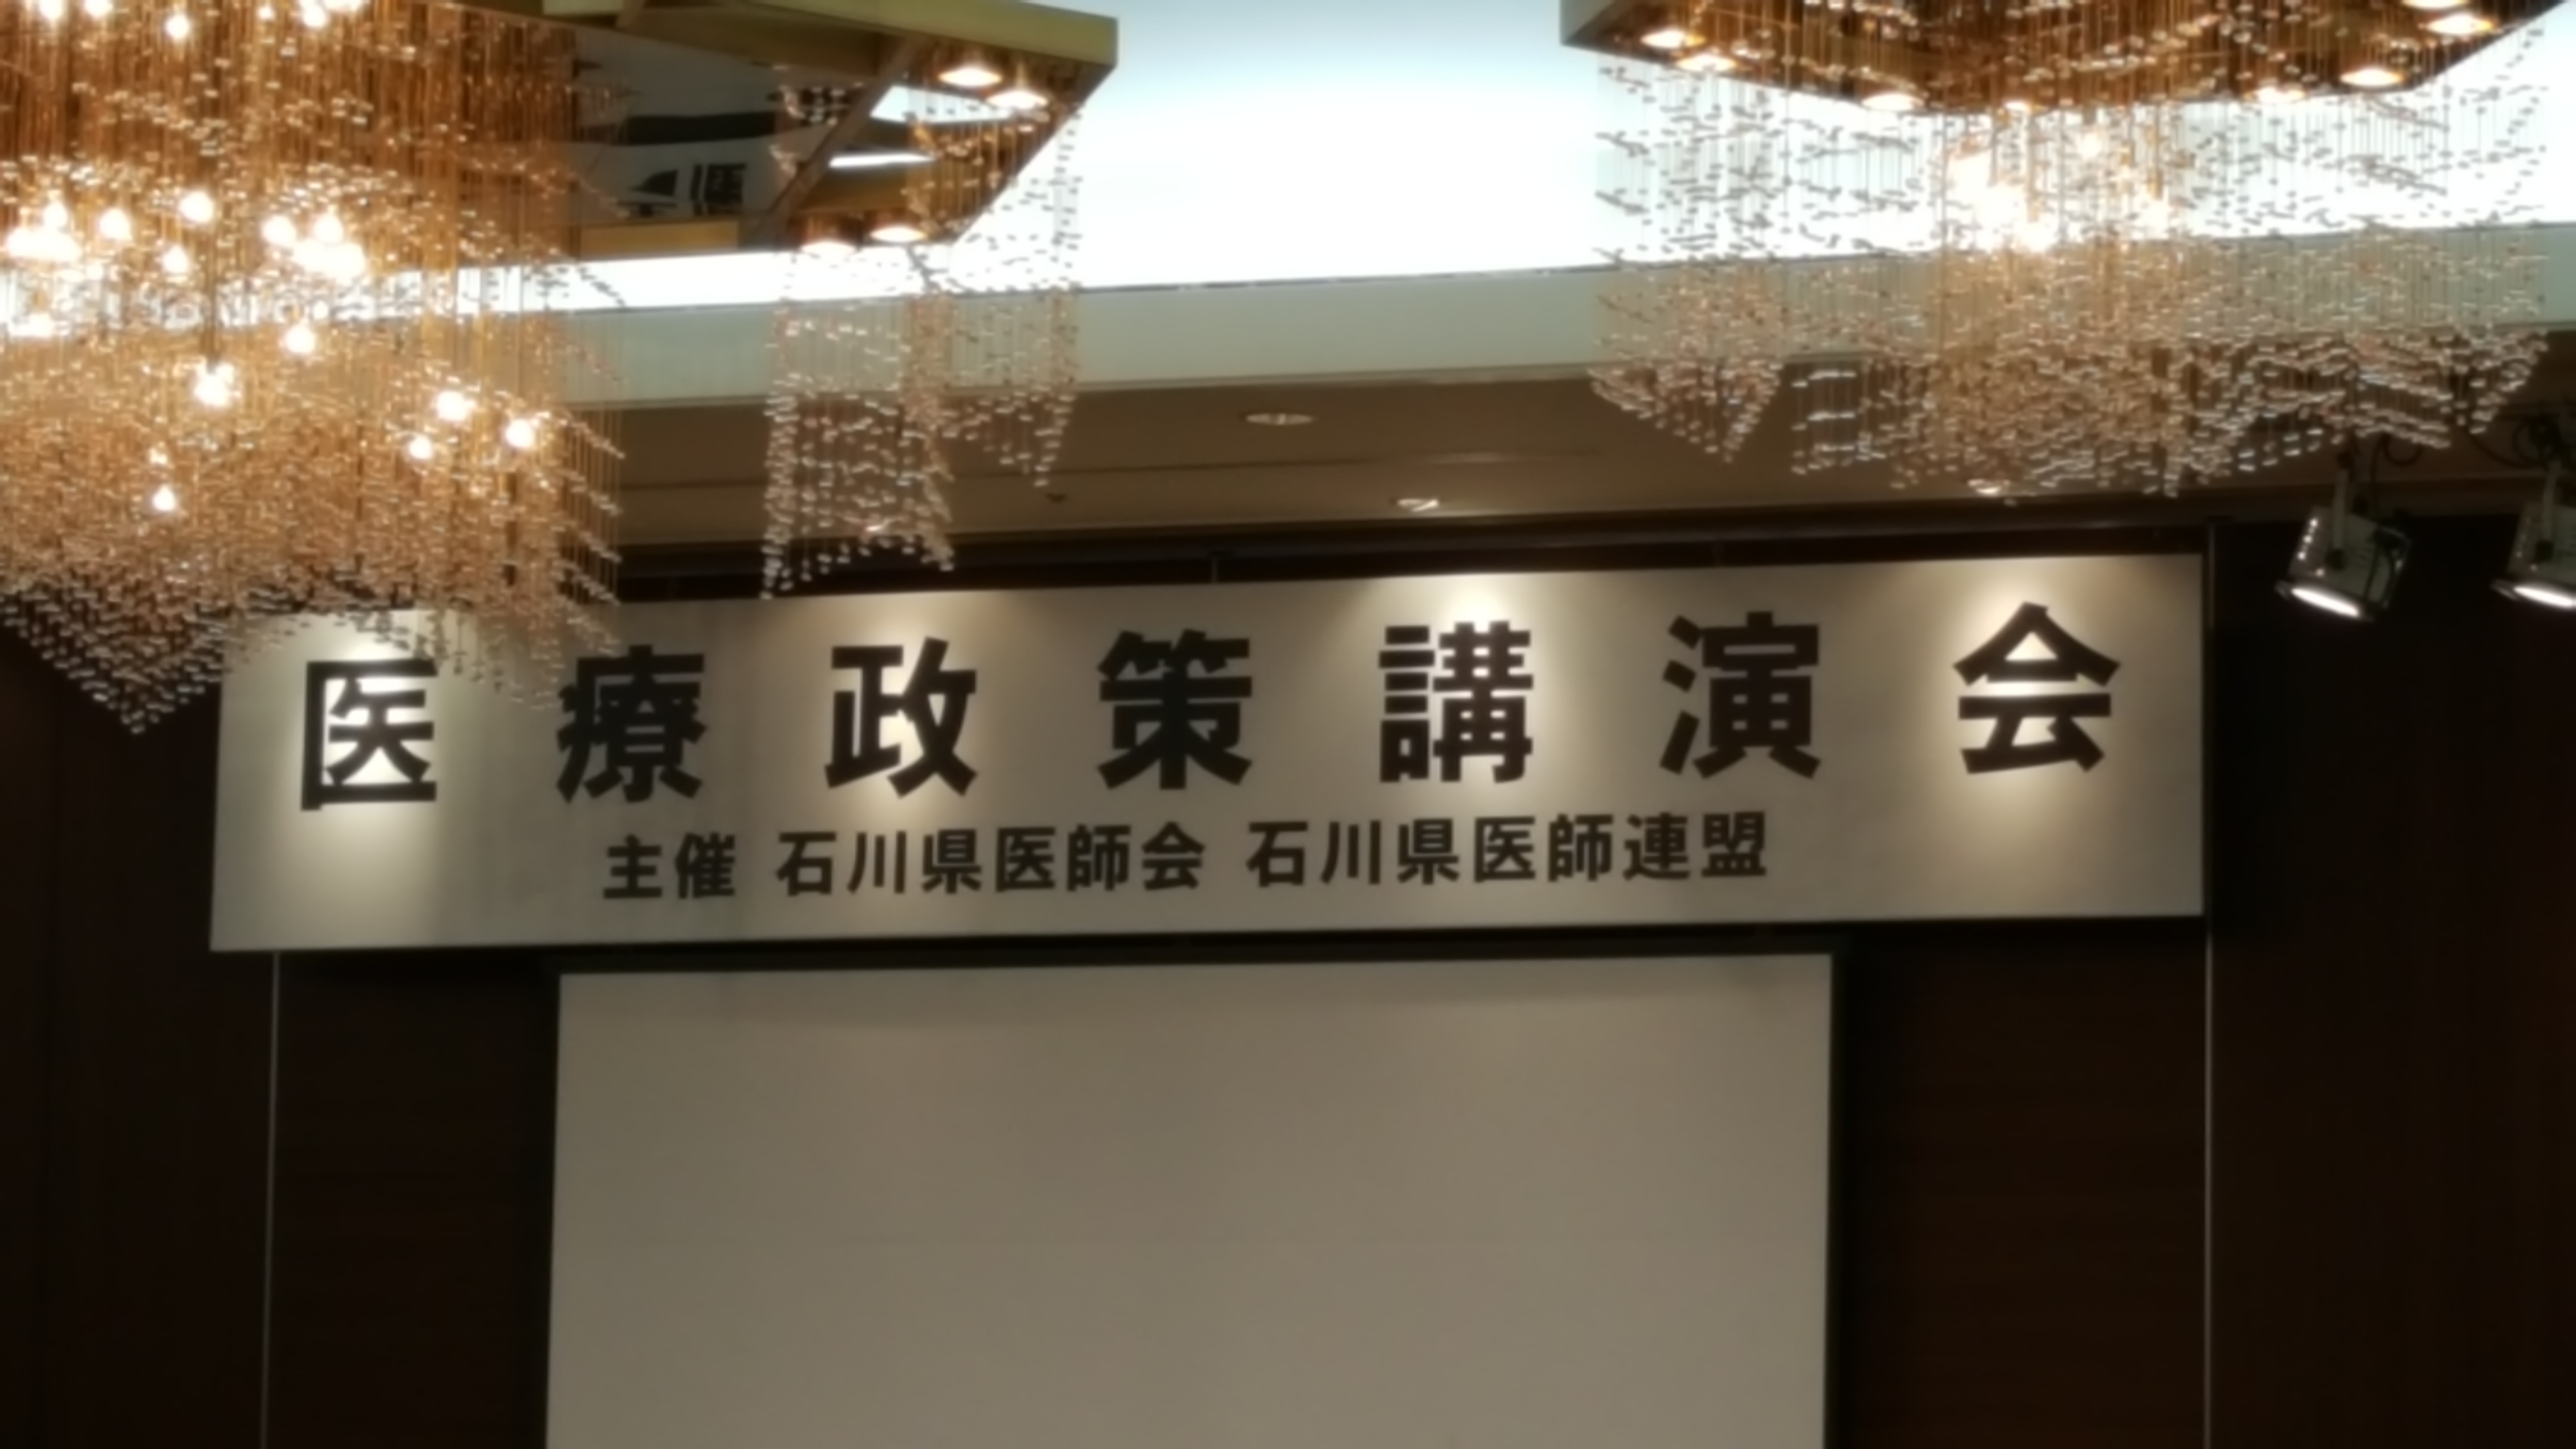 医療政策講演会
主催 石川県医師会 石川県医師連盟